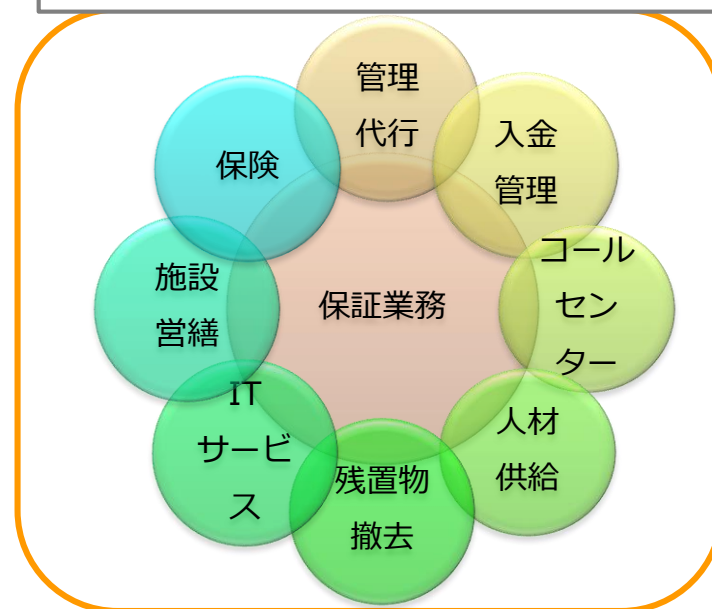 管理
代行
入金
管理
コール
セン
ター
人材
供給
残置物
撤去
IT
サービ
ス
施設
営繕
保険
保証業務